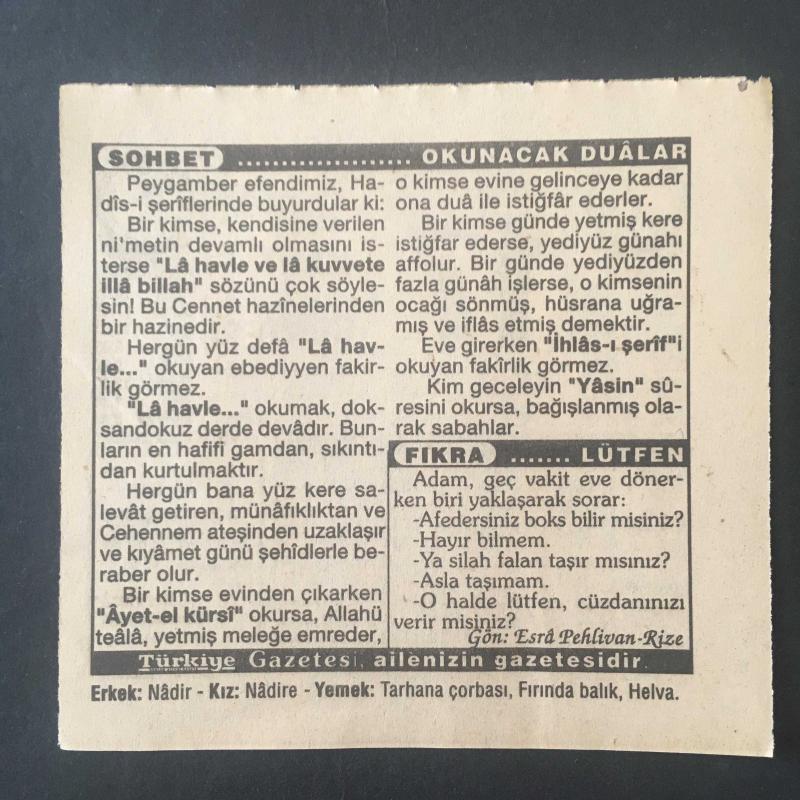 SOHBET .................... OKUNACAK DUÂLAR
Peygamber efendimiz, Ha-
dîs-i şerîflerinde buyurdular ki:
Bir kimse, kendisine verilen
ni'metin devamlı olmasını is-
terse "Lâ havle ve lâ kuvvete
illâ billah" sözünü çok söyle-
sin! Bu Cennet hazînelerinden
bir hazinedir.
Hergün yüz defâ "Lâ hav-
le..." okuyan ebediyyen fakir-
lik görmez.
"Lâ havle..." okumak, dok-
sandokuz derde devâdır. Bun-
ların en hafifi gamdan, sıkıntı-
dan kurtulmaktır.
Hergün bana yüz kere sa-
levât getiren, münâfıklıktan ve
Cehennem ateşinden uzaklaşır
ve kıyâmet günü şehîdlerle be-
raber olur.
Bir kimse evinden çıkarken
"Âyet-el kürsî" okursa, Allahü
teâlâ, yetmiş meleğe emreder,
o kimse evine gelinceye kadar
ona duâ ile istiğfâr ederler.
Bir kimse günde yetmiş kere
istiğfar ederse, yediyüz günahı
affolur. Bir günde yediyüzden
fazla günâh işlerse, o kimsenin
ocağı sönmüş, hüsrana uğra-
mış ve iflâs etmiş demektir.
Eve girerken "İhlâs-ı şerîf"i
okuyan fakîrlik görmez.
Kim geceleyin "Yâsin" sû-
resini okursa, bağışlanmış ola-
rak sabahlar.
FIKRA ....... LÜTFEN
Adam, geç vakit eve döner-
ken biri yaklaşarak sorar:
-Afedersiniz boks bilir misiniz?
-Hayır bilmem.
-Ya silah falan taşır mısınız?
-Asla taşımam.
-O halde lütfen, cüzdanınızı
verir misiniz?
Gön: Esrâ Pehlivan-Rize
Türkiye Gazetesi, ailenizin gazetesidir
Erkek: Nâdir - Kız: Nâdire - Yemek: Tarhana çorbası, Fırında balık, Helva.